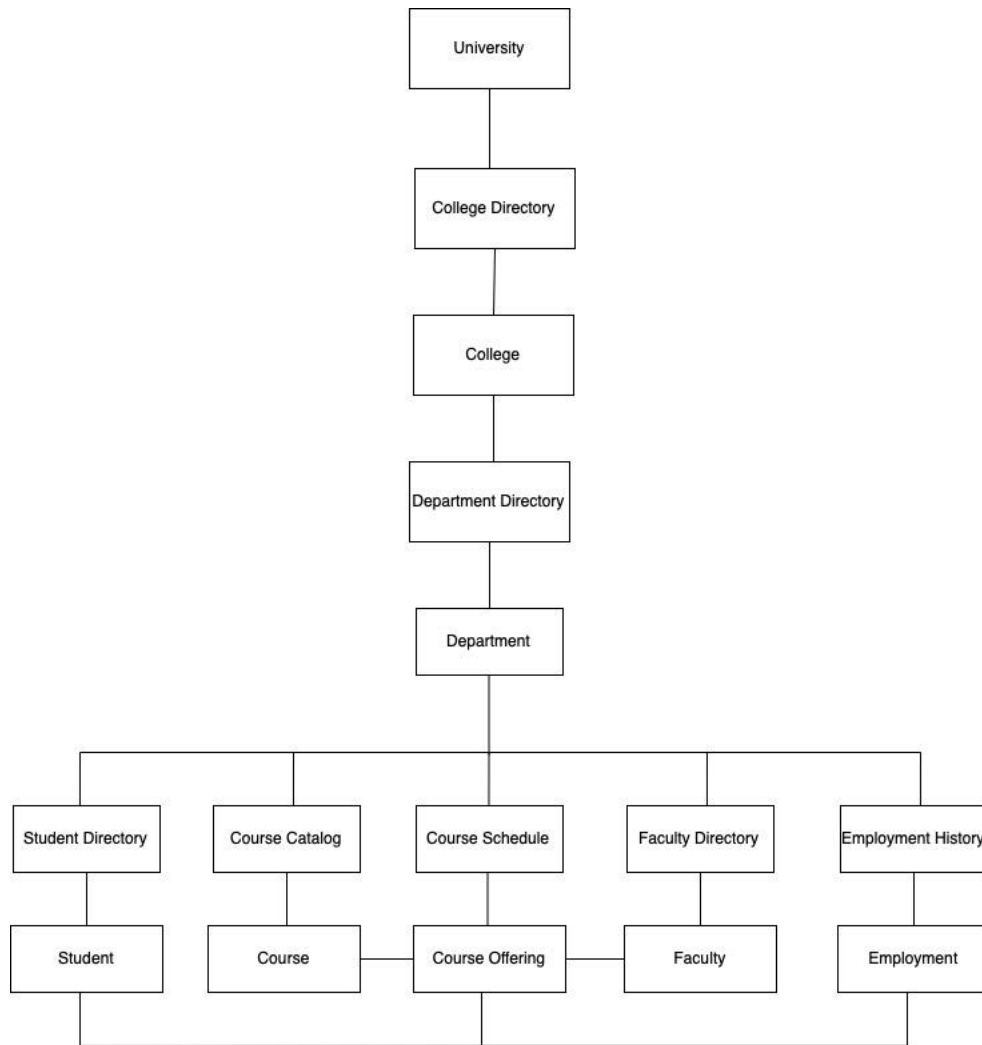 University
College Directory
College
Department Directory
Department
Student Directory
Course Catalog
Course Schedule
Faculty Directory
Employment History
Student
Course
Course Offering
Faculty
Employment